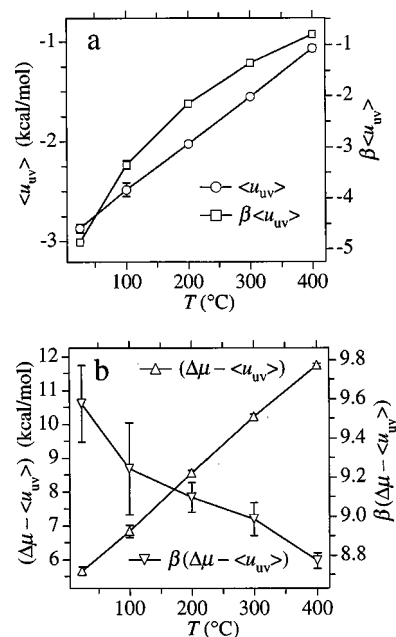 a
-1
-2
-3
<u_uv> (kcal/mol)
-1
-2
-3
-4
-5
β<u_uv>
<u_uv>
β<u_uv>
100 200 300 400
T (°C)
b
12
11
10
9
8
7
6
(Δμ − <u_uv>) (kcal/mol)
9.8
9.6
9.4
9.2
9.0
8.8
β(Δμ − <u_uv>)
(Δμ − <u_uv>)
β(Δμ − <u_uv>)
100 200 300 400
T (°C)